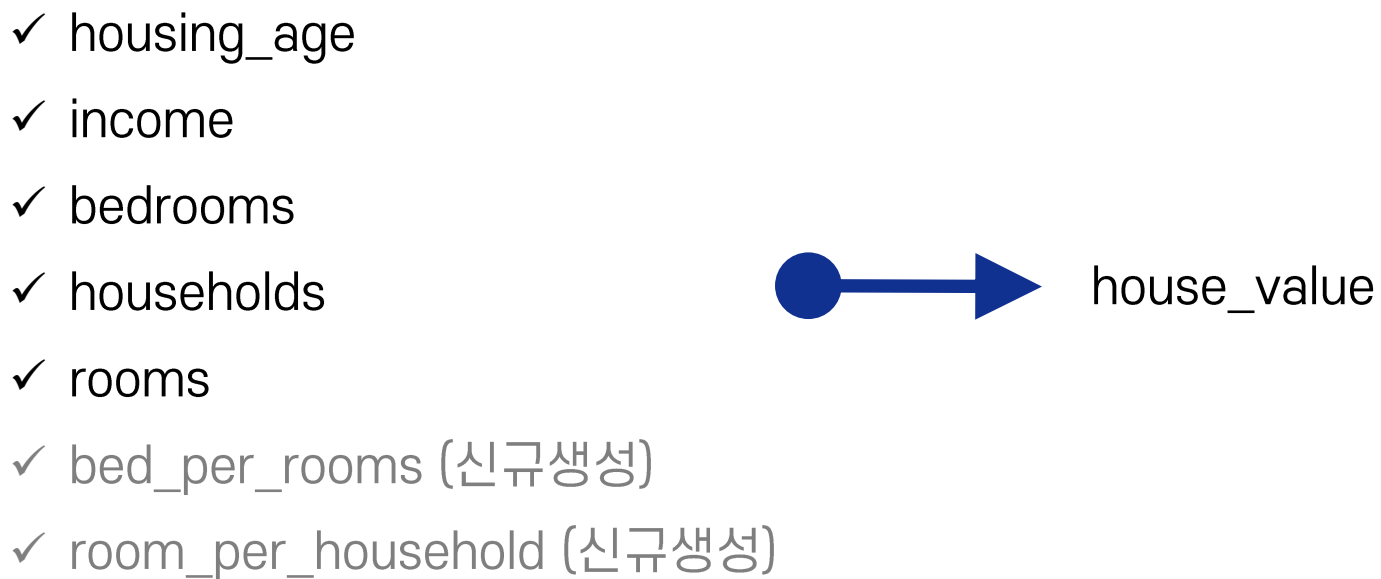 ✓ housing_age
✓ income
✓ bedrooms
✓ households
✓ rooms
✓ bed_per_rooms (신규생성)
✓ room_per_household (신규생성)
house_value